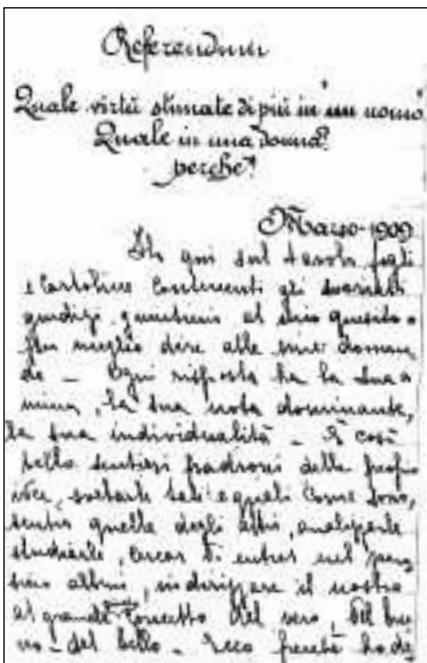 Referendum
Quale virtù stimate di più in un uomo?
Quale in una donna?
perchè?
Marzo-1909
Ho qui sul tavolo fogli
e Cartoline Contenenti gli svariati
giudizi al mio quesito o
per meglio dire alle mie doman
de - Ogni risposta ha la sua a
nima, la sua nota dominante,
la sua individualità - È così
bello sentirsi padroni delle proprie
idee, tali e quali Come sono,
sentir quelle degli altri, analizzarle
studiarle, cercar di entrar nel pen
siero altrui, indirizzare il nostro
al grande Concetto del vero, del buo
no - del bello - Ecco perchè ho di